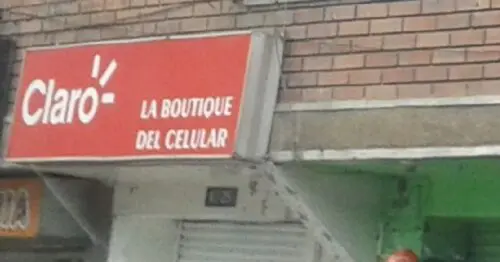 Claro
LA BOUTIQUE
DEL CELULAR